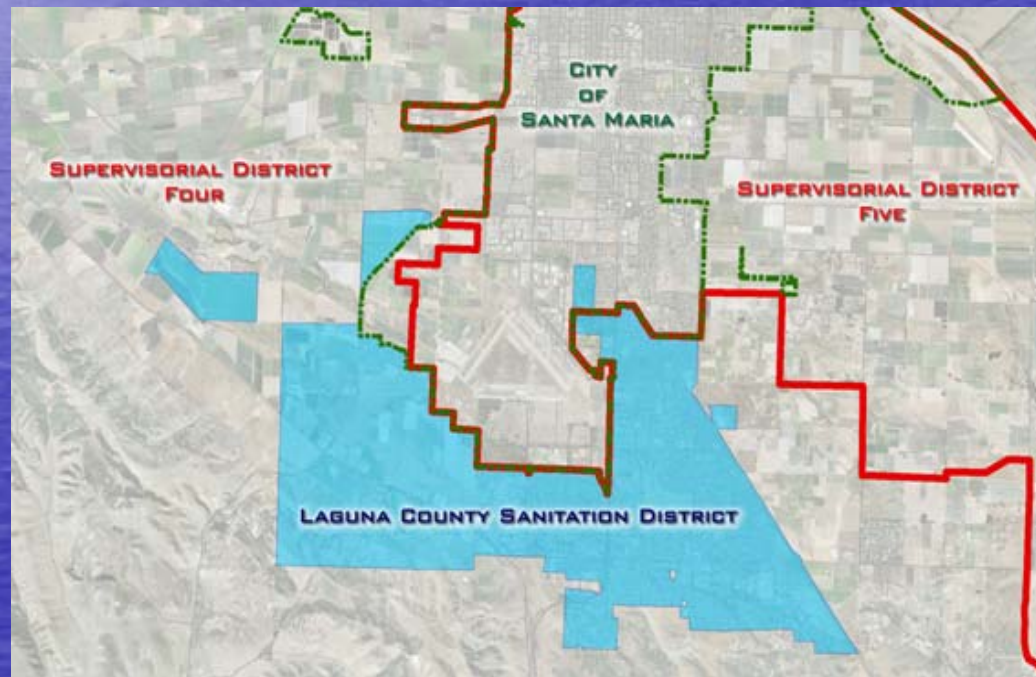 CITY
OF
SANTA MARIA
SUPERVISORIAL DISTRICT
FOUR
SUPERVISORIAL DISTRICT
FIVE
LAGUNA COUNTY SANITATION DISTRICT